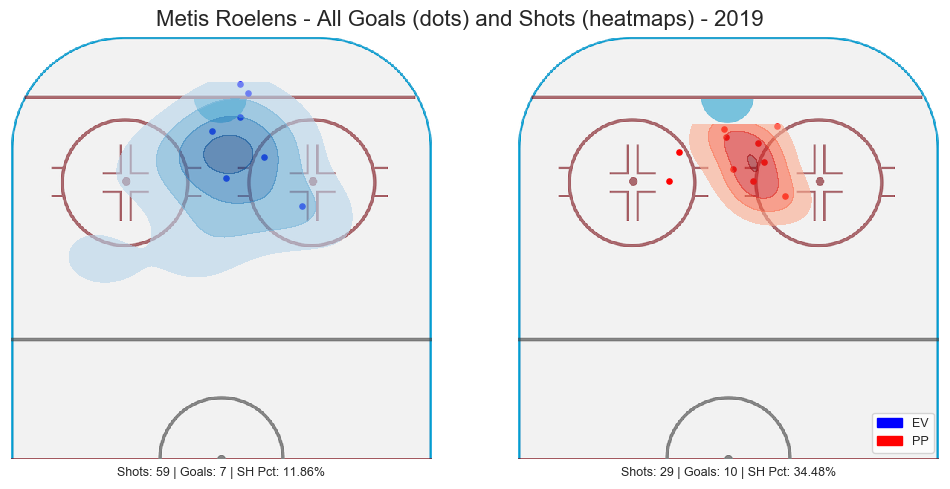 Metis Roelens - All Goals (dots) and Shots (heatmaps) - 2019
EV
PP
Shots: 59 | Goals: 7 | SH Pct: 11.86%
Shots: 29 | Goals: 10 | SH Pct: 34.48%